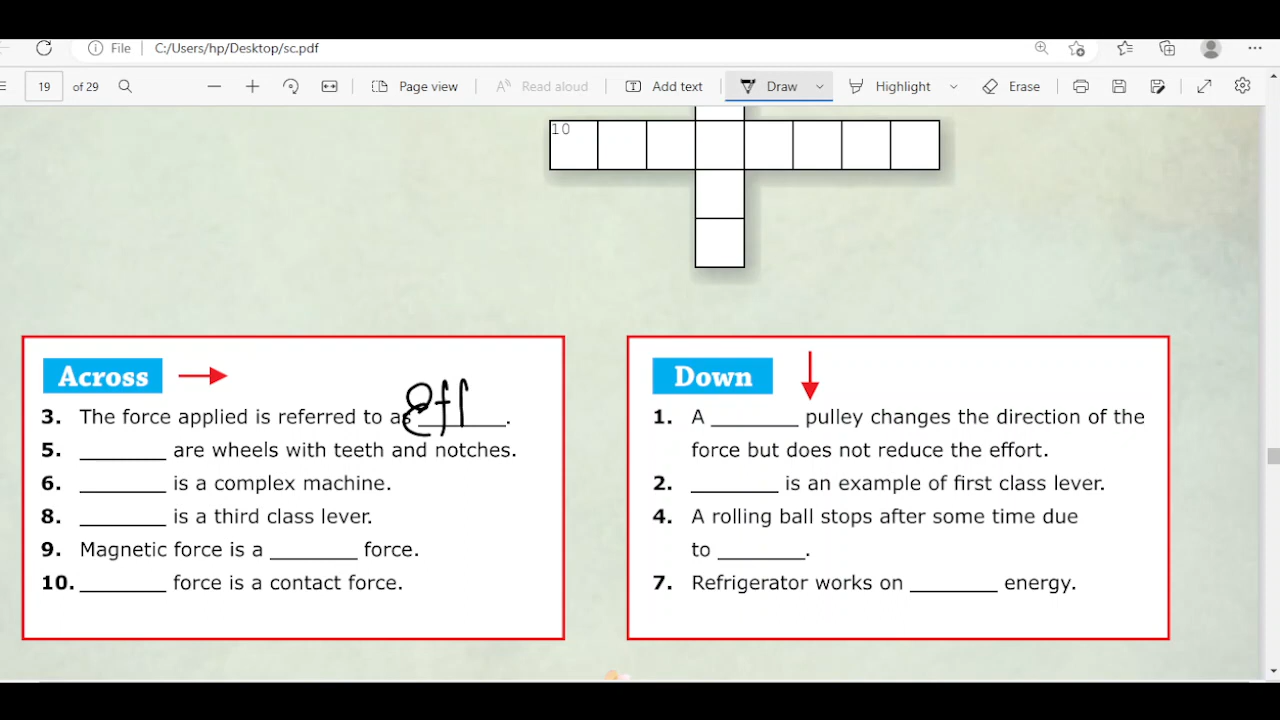 File C:/Users/hp/Desktop/sc.pdf
19 of 29 Page view Read aloud Add text Draw Highlight Erase
10
Across
3. The force applied is referred to as Eff________.
5. ________ are wheels with teeth and notches.
6. ________ is a complex machine.
8. ________ is a third class lever.
9. Magnetic force is a ________ force.
10. ________ force is a contact force.
Down
1. A ________ pulley changes the direction of the
force but does not reduce the effort.
2. ________ is an example of first class lever.
4. A rolling ball stops after some time due
to ________.
7. Refrigerator works on ________ energy.